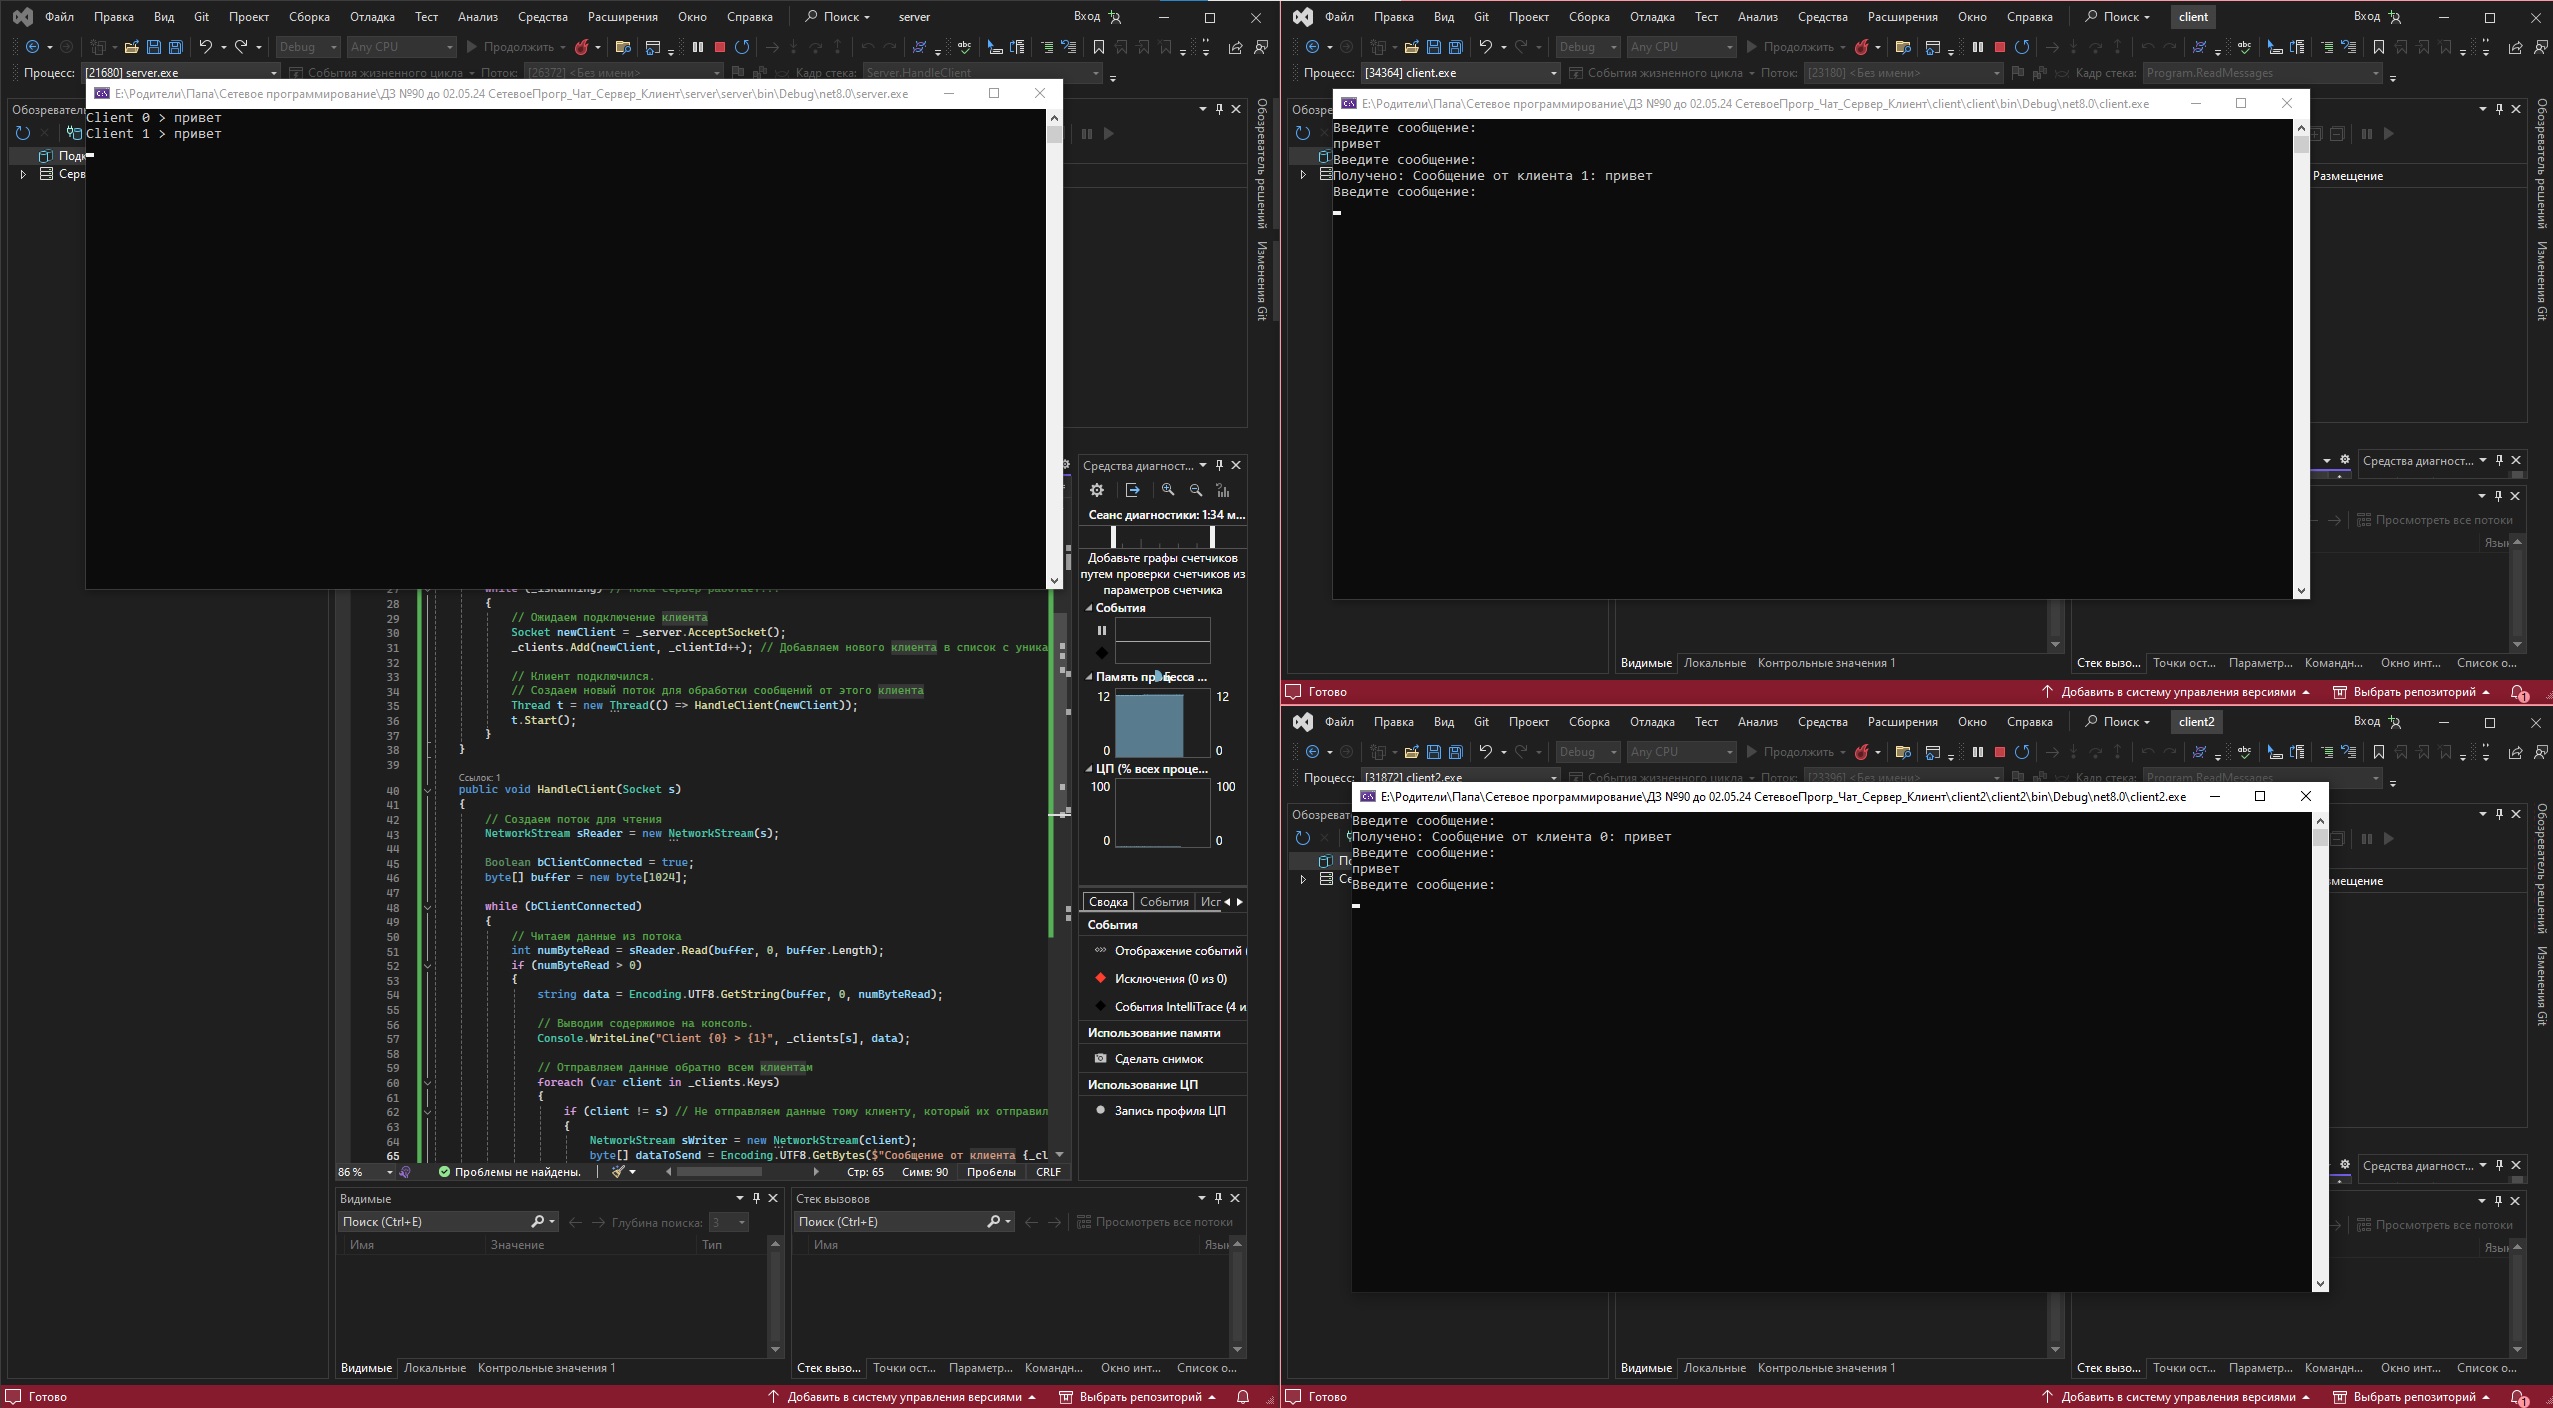 Файл Правка Вид Git Проект Сборка Отладка Тест Анализ Средства Расширения Окно Справка Поиск server Вход
Debug Any CPU Продолжить
Процесс: [21680] server.exe События жизненного цикла Поток: [26372] <Без имени> Кадр стека: Server.HandleClient
E:\Родители\Папа\Сетевое программирование\ДЗ №90 до 02.05.24 СетевоеПрогр_Чат_Сервер_Клиент\server\server\bin\Debug\net8.0\server.exe
Client 0 > привет
Client 1 > привет
Обозреватель решений
Изменения Git
28 {
29 // Ожидаем подключение клиента
30 Socket newClient = _server.AcceptSocket();
31 _clients.Add(newClient, _clientId++); // Добавляем нового клиента в список с уника
32
33 // Клиент подключился.
34 // Создаем новый поток для обработки сообщений от этого клиента
35 Thread t = new Thread(() => HandleClient(newClient));
36 t.Start();
37 }
38 }
39
Ссылок: 1
40 public void HandleClient(Socket s)
41 {
42 // Создаем поток для чтения
43 NetworkStream sReader = new NetworkStream(s);
44
45 Boolean bClientConnected = true;
46 byte[] buffer = new byte[1024];
47
48 while (bClientConnected)
49 {
50 // Читаем данные из потока
51 int numByteRead = sReader.Read(buffer, 0, buffer.Length);
52 if (numByteRead > 0)
53 {
54 string data = Encoding.UTF8.GetString(buffer, 0, numByteRead);
55
56 // Выводим содержимое на консоль.
57 Console.WriteLine("Client {0} > {1}", _clients[s], data);
58
59 // Отправляем данные обратно всем клиентам
60 foreach (var client in _clients.Keys)
61 {
62 if (client != s) // Не отправляем данные тому клиенту, который их отправил
63 {
64 NetworkStream sWriter = new NetworkStream(client);
65 byte[] dataToSend = Encoding.UTF8.GetBytes($"Сообщение от клиента {_cl
86 % Проблемы не найдены. Стр: 65 Симв: 90 Пробелы CRLF
Средства диагност...
Сеанс диагностики: 1:34 м...
Добавьте графы счетчиков
путем проверки счетчиков из
параметров счетчика
События
12 12
0 0
ЦП (% всех проце...
100 100
0 0
Сводка События
События
Отображение событий
Исключения (0 из 0)
События IntelliTrace (4 и
Использование памяти
Сделать снимок
Использование ЦП
Запись профиля ЦП
Видимые
Поиск (Ctrl+E) Глубина поиска: 3
Имя Значение Тип
Видимые Локальные Контрольные значения 1
Стек вызовов
Поиск (Ctrl+E) Просмотреть все потоки
Имя
Стек вызо... Точки ост... Параметр... Командн... Окно инт... Список о...
Готово Добавить в систему управления версиями Выбрать репозиторий
Файл Правка Вид Git Проект Сборка Отладка Тест Анализ Средства Расширения Окно Справка Поиск client Вход
Debug Any CPU Продолжить
Процесс: [34364] client.exe События жизненного цикла Поток: [23180] <Без имени> Кадр стека: Program.ReadMessages
E:\Родители\Папа\Сетевое программирование\ДЗ №90 до 02.05.24 СетевоеПрогр_Чат_Сервер_Клиент\client\client\bin\Debug\net8.0\client.exe
Введите сообщение:
привет
Введите сообщение:
Получено: Сообщение от клиента 1: привет
Введите сообщение:
Размещение
Обозреватель решений
Изменения Git
Средства диагност...
Просмотреть все потоки
Видимые Локальные Контрольные значения 1
Стек вызо... Точки ост... Параметр... Командн... Окно инт... Список о...
Готово Добавить в систему управления версиями Выбрать репозиторий 1
Файл Правка Вид Git Проект Сборка Отладка Тест Анализ Средства Расширения Окно Справка Поиск client2 Вход
Debug Any CPU Продолжить
Процесс: [31872] client2.exe События жизненного цикла Поток: [23396] <Без имени> Кадр стека: Program.ReadMessages
E:\Родители\Папа\Сетевое программирование\ДЗ №90 до 02.05.24 СетевоеПрогр_Чат_Сервер_Клиент\client2\client2\bin\Debug\net8.0\client2.exe
Введите сообщение:
Получено: Сообщение от клиента 0: привет
Введите сообщение:
привет
Введите сообщение:
Обозреватель решений
Изменения Git
Средства диагност...
Просмотреть все потоки
Видимые Локальные Контрольные значения 1
Стек вызо... Точки ост... Параметр... Командн... Окно инт... Список о...
Готово Добавить в систему управления версиями Выбрать репозиторий 1